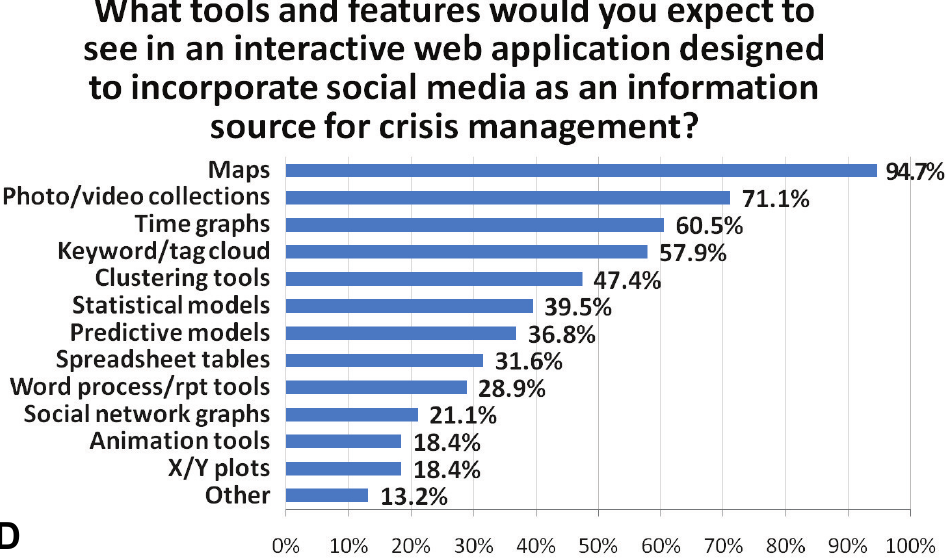 What tools and features would you expect to
see in an interactive web application designed
to incorporate social media as an information
source for crisis management?
Maps 94.7%
Photo/video collections 71.1%
Time graphs 60.5%
Keyword/tag cloud 57.9%
Clustering tools 47.4%
Statistical models 39.5%
Predictive models 36.8%
Spreadsheet tables 31.6%
Word process/rpt tools 28.9%
Social network graphs 21.1%
Animation tools 18.4%
X/Y plots 18.4%
Other 13.2%
D
0% 10% 20% 30% 40% 50% 60% 70% 80% 90% 100%